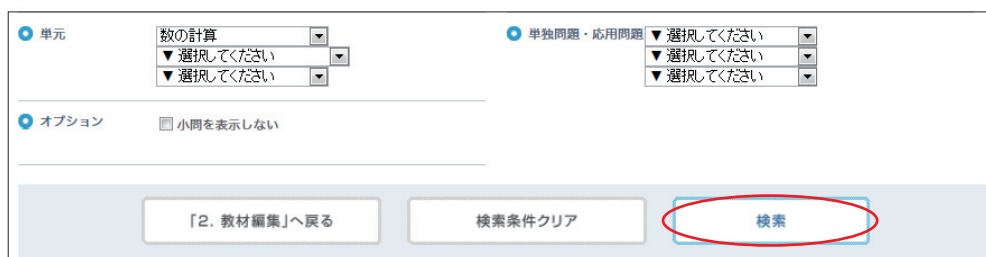 単元
数の計算
▼ 選択してください
▼ 選択してください
単独問題・応用問題
▼ 選択してください
▼ 選択してください
▼ 選択してください
オプション
小問を表示しない
「2. 教材編集」へ戻る
検索条件クリア
検索